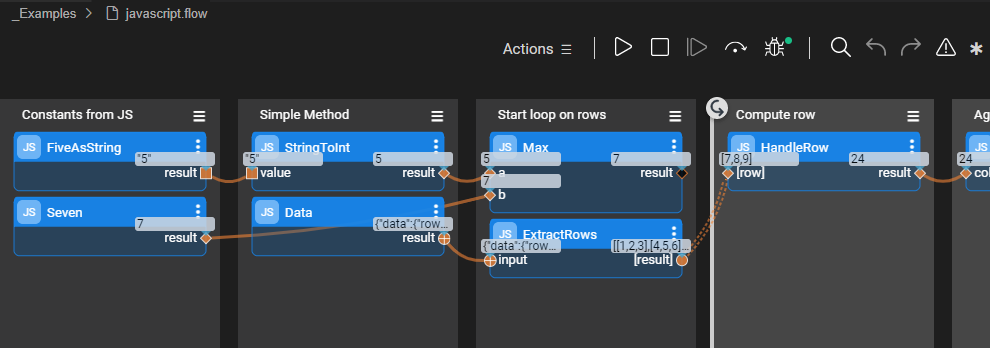 _Examples > javascript.flow
Actions
Constants from JS
Simple Method
Start loop on rows
Compute row
Ag
JS FiveAsString
"5"
result
JS StringToInt
"5" 5
value result
JS Max
5 7
a result
7
b
JS HandleRow
[7,8,9] 24
[row] result
24
col
JS Seven
7
result
JS Data
{"data":{"row...
result
JS ExtractRows
{"data":{"row... [[1,2,3],[4,5,6]...
input [result]